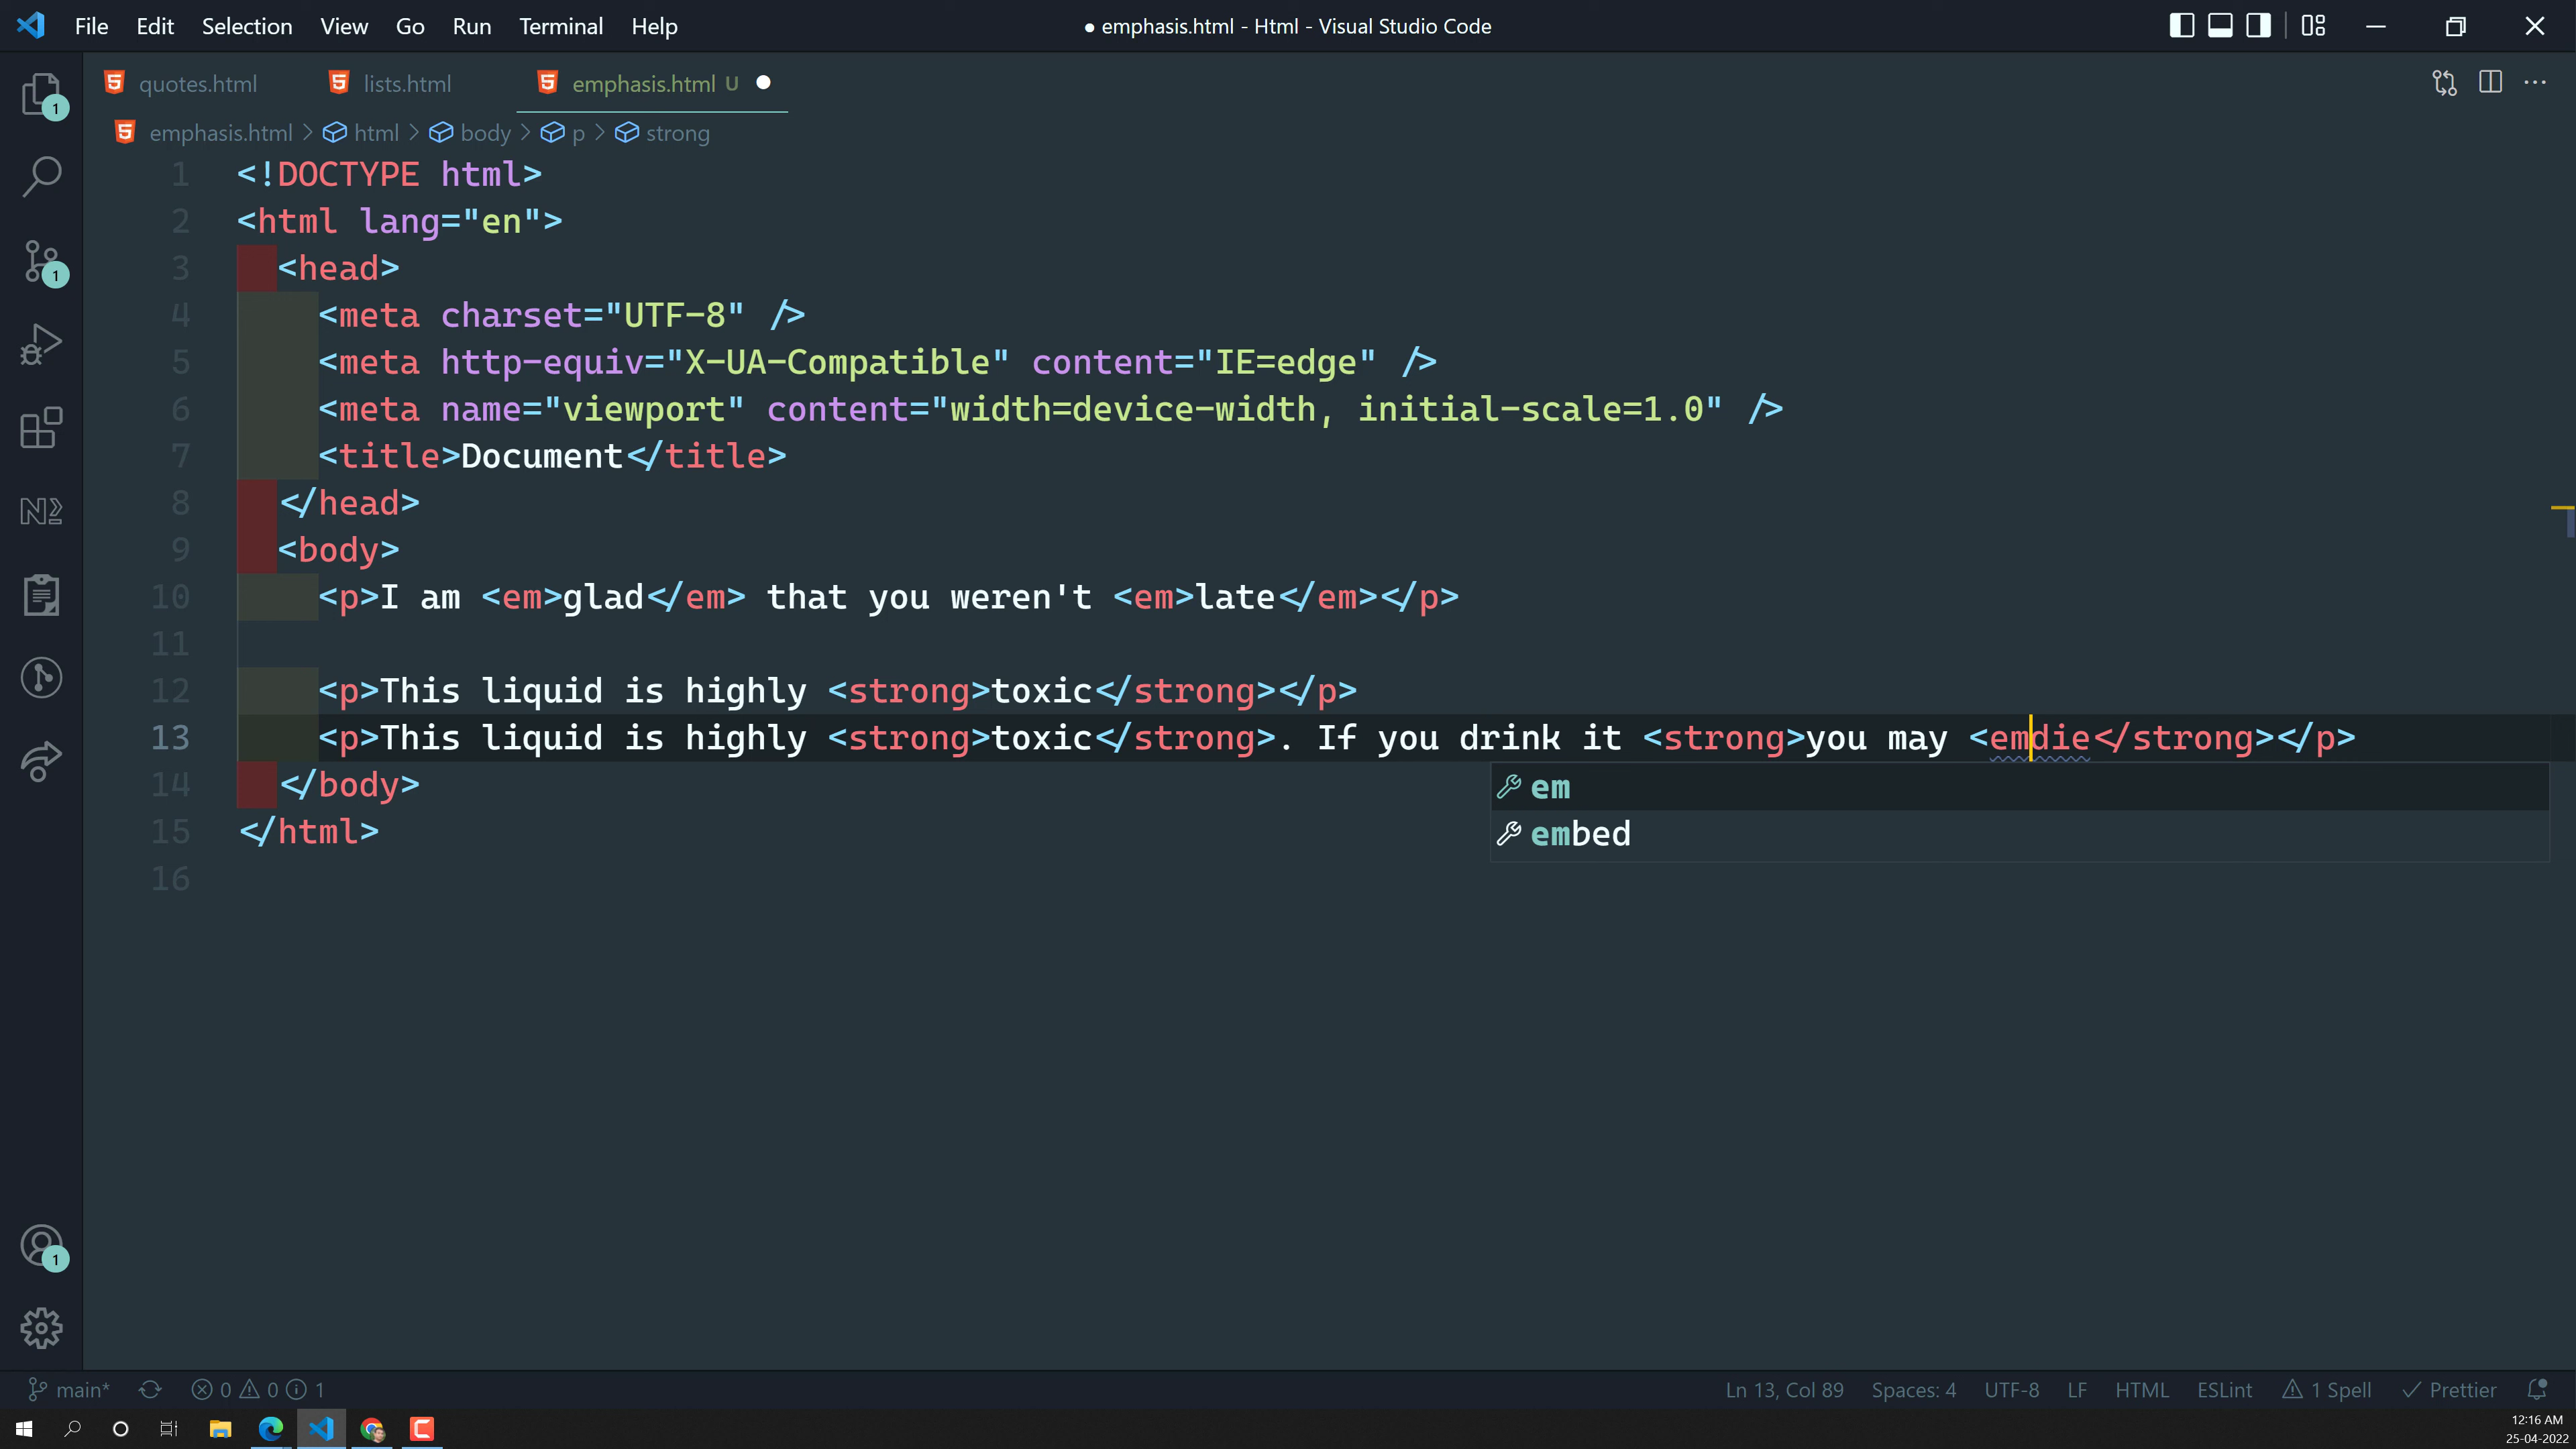 File Edit Selection View Go Run Terminal Help ● emphasis.html - Html - Visual Studio Code
quotes.html lists.html emphasis.html U
emphasis.html > html > body > p > strong
1 <!DOCTYPE html>
2 <html lang="en">
3 <head>
4 <meta charset="UTF-8" />
5 <meta http-equiv="X-UA-Compatible" content="IE=edge" />
6 <meta name="viewport" content="width=device-width, initial-scale=1.0" />
7 <title>Document</title>
8 </head>
9 <body>
10 <p>I am <em>glad</em> that you weren't <em>late</em></p>
11
12 <p>This liquid is highly <strong>toxic</strong></p>
13 <p>This liquid is highly <strong>toxic</strong>. If you drink it <strong>you may <emdie</strong></p>
14 </body>
em
15 </html>
embed
16
1
1
1
main* 0 0 1 Ln 13, Col 89 Spaces: 4 UTF-8 LF HTML ESLint 1 Spell Prettier
12:16 AM
25-04-2022